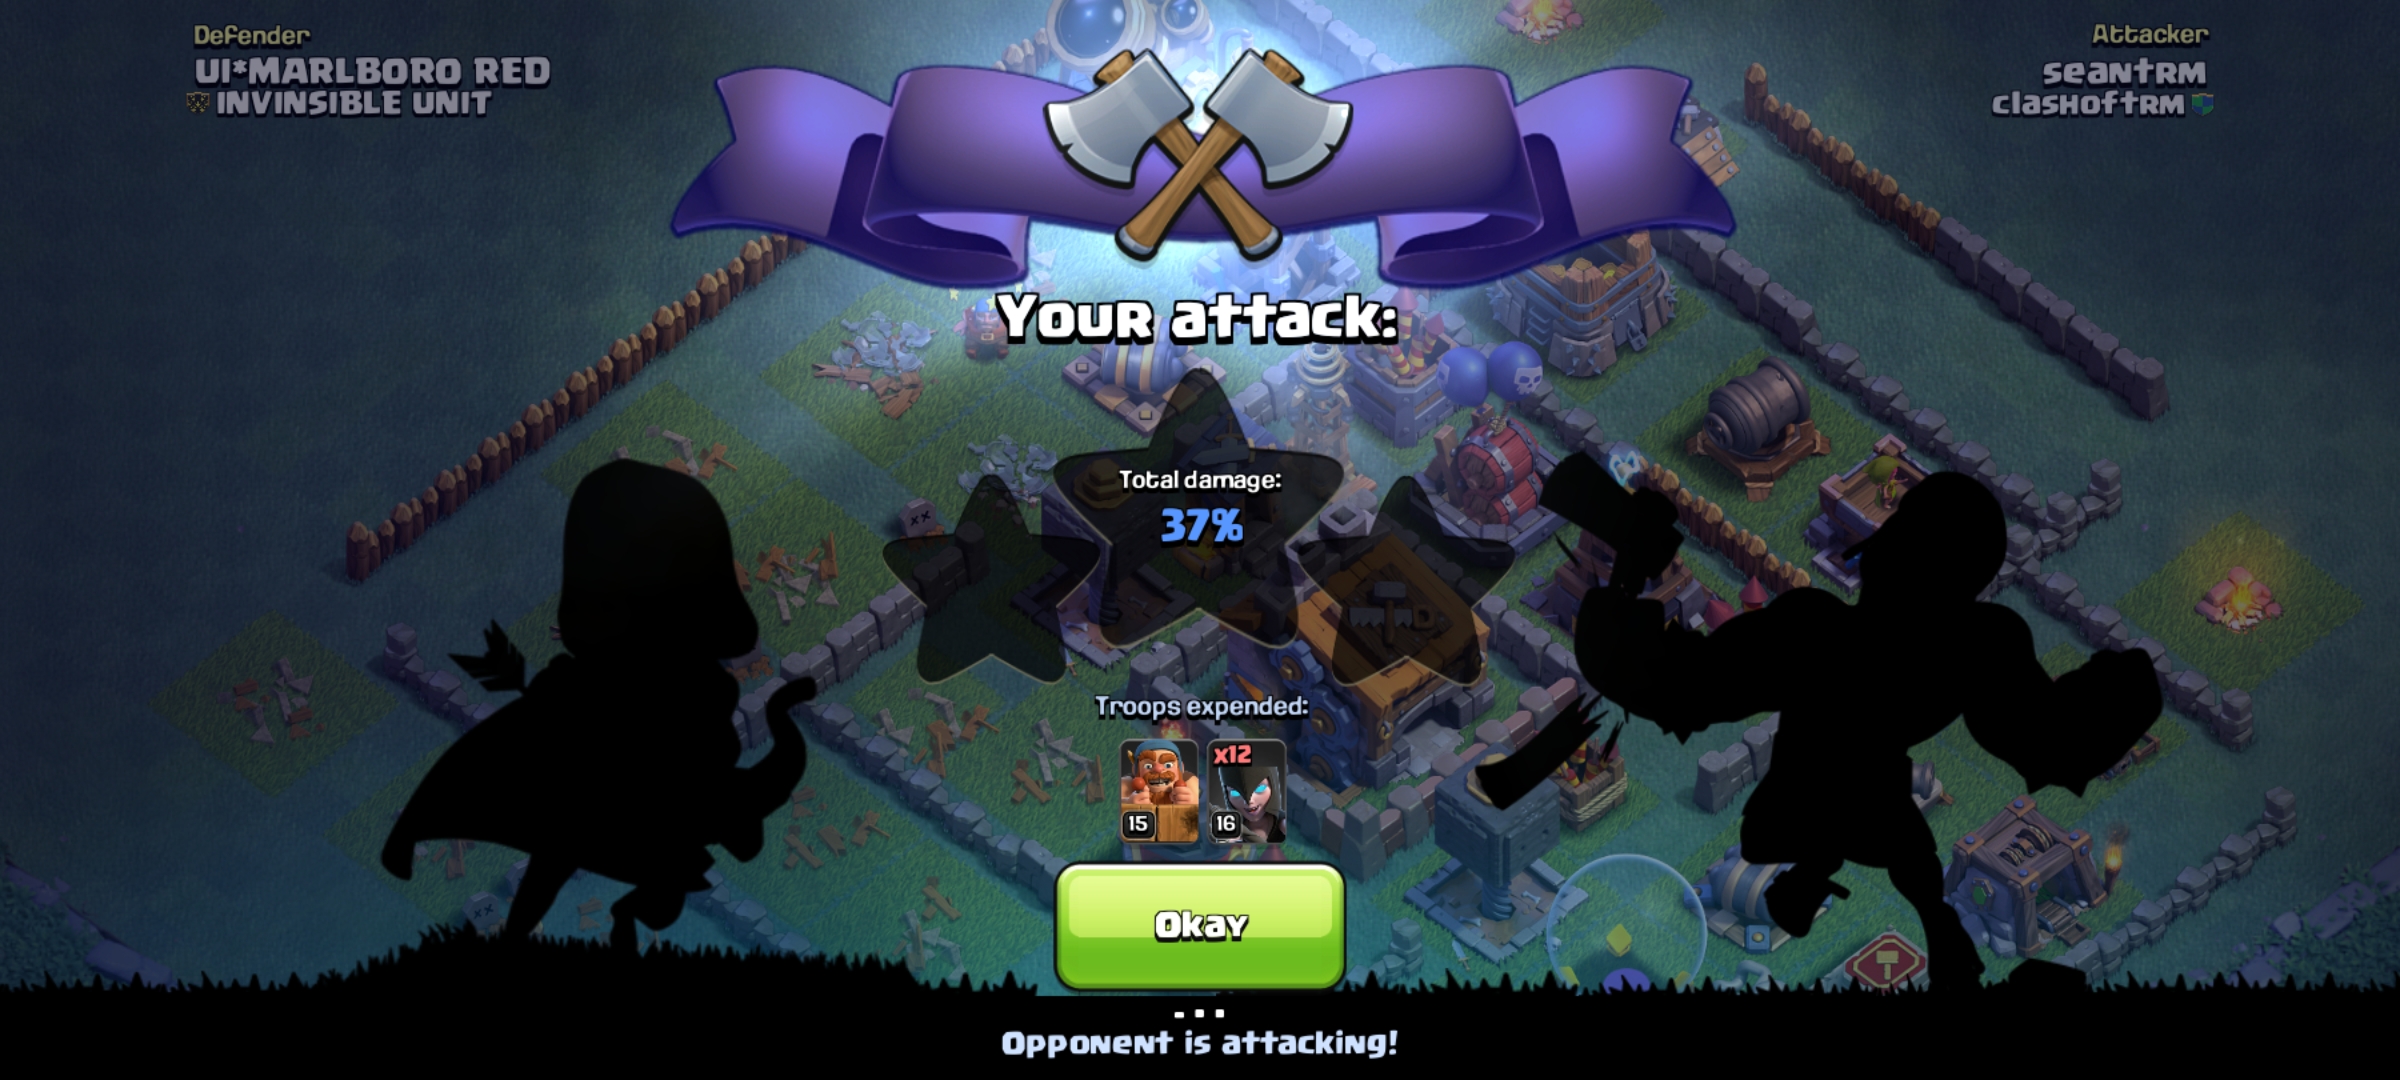 Defender
UI*MARLBORO RED
INVINSIBLE UNIT
Attacker
seantRM
clashoftRM
Your attack:
Total damage:
37%
Troops expended:
x12
15
16
Okay
...
Opponent is attacking!